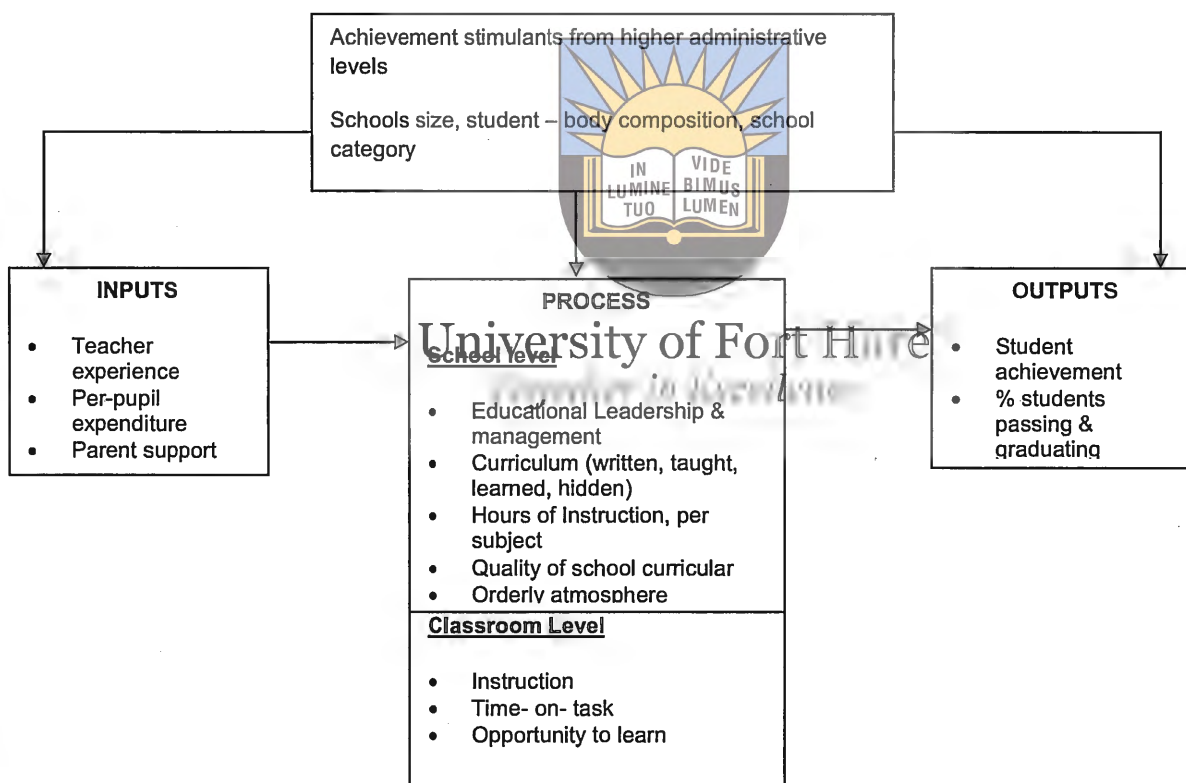 Achievement stimulants from higher administrative
levels
Schools size, student – body composition, school
category
IN
LUMINE
TUO
VIDE
BIMUS
LUMEN
INPUTS
• Teacher
experience
• Per-pupil
expenditure
• Parent support
PROCESS
University of Fort Hare
Together in Excellence
School level
• Educational Leadership &
management
• Curriculum (written, taught,
learned, hidden)
• Hours of Instruction, per
subject
• Quality of school curricular
• Orderly atmosphere
Classroom Level
• Instruction
• Time- on- task
• Opportunity to learn
OUTPUTS
• Student
achievement
• % students
passing &
graduating